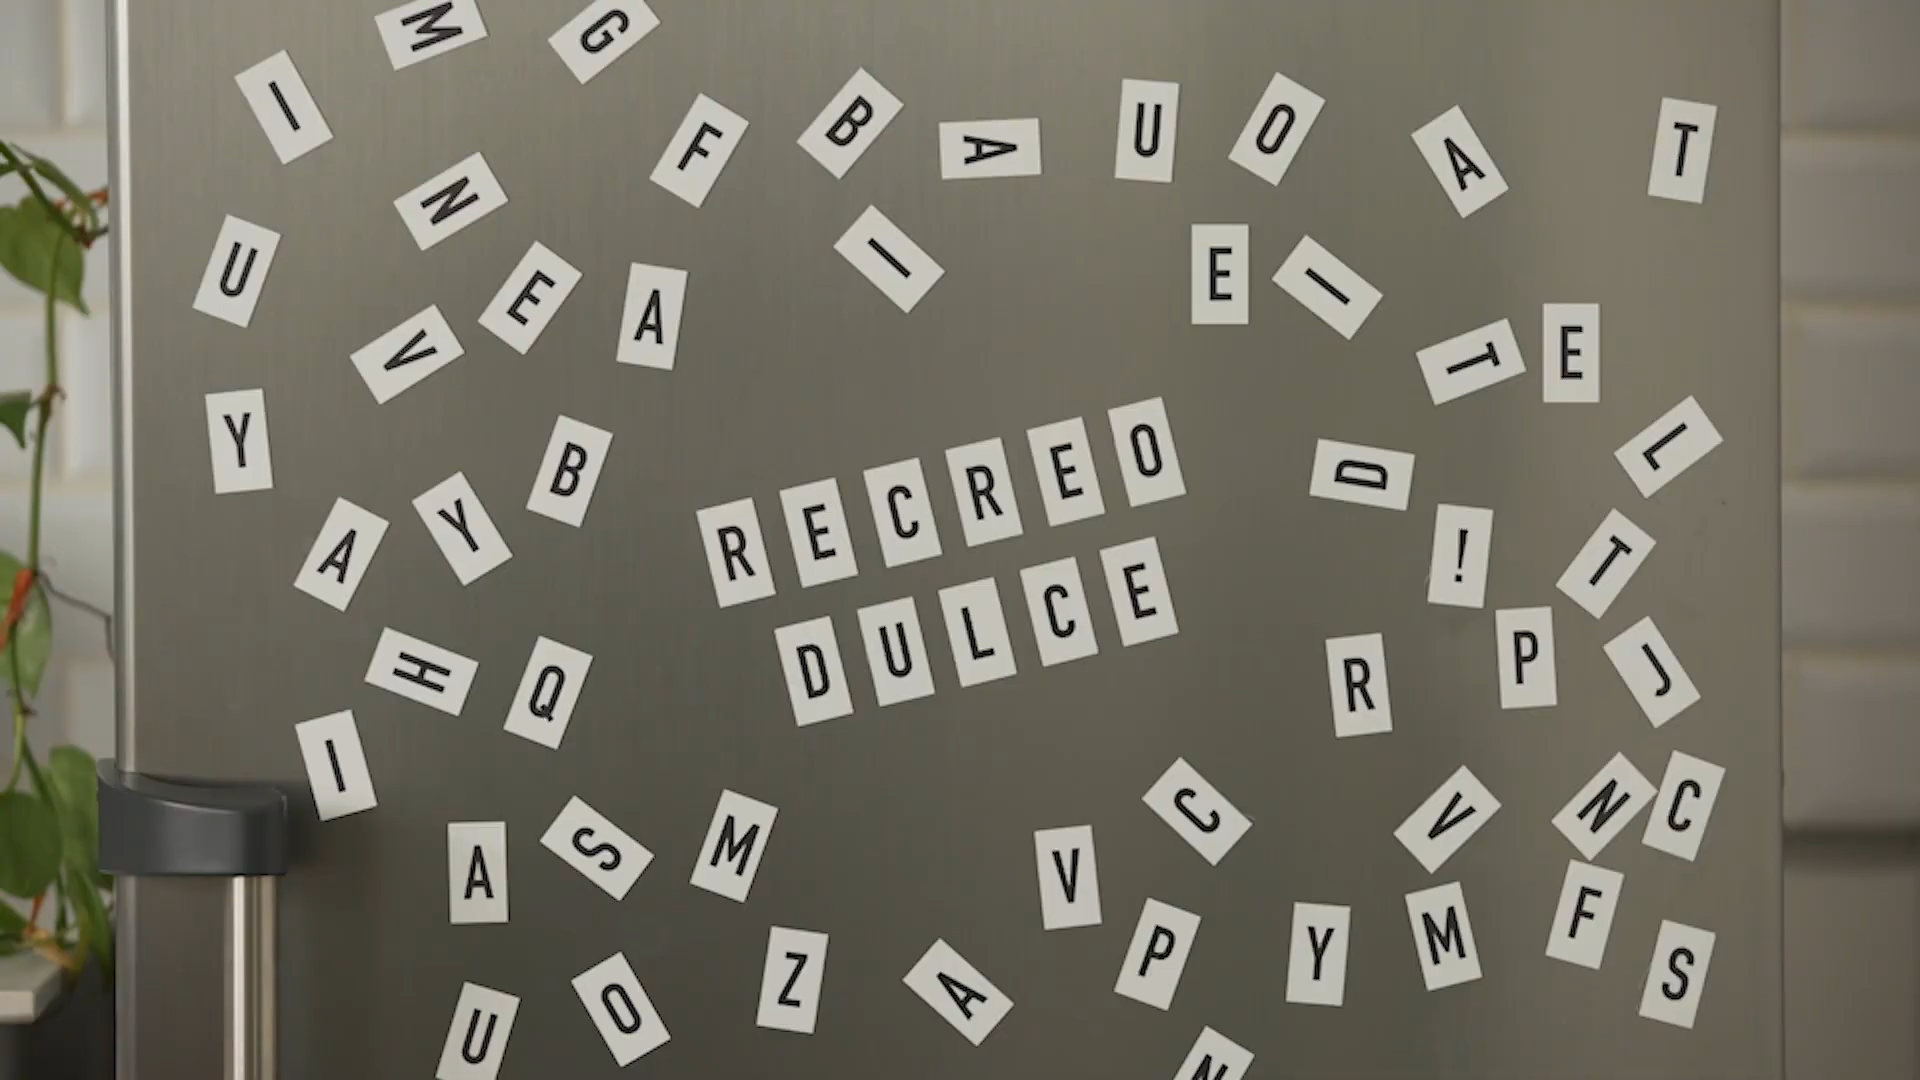 M G
I F B A U O A T
N
U E A I E I
V T E
Y B L
RECREO
D
A Y ! T
DULCE
H Q R P J
I
C V N C
A S M V
P Y M F
U O Z A S
N